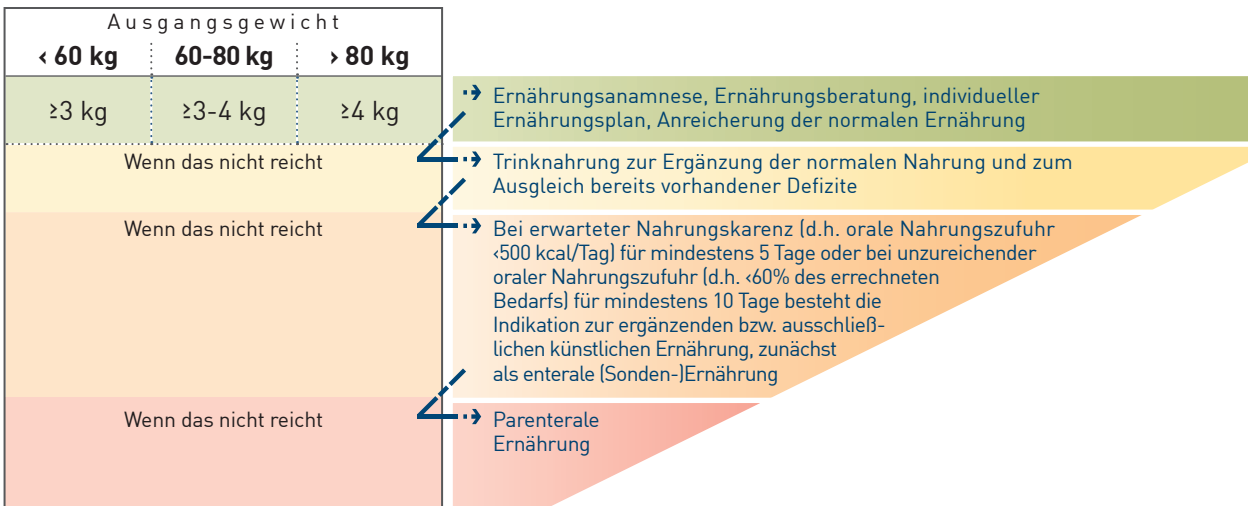 Ausgangsgewicht
‹ 60 kg 60-80 kg › 80 kg
≥3 kg ≥3-4 kg ≥4 kg
Ernährungsanamnese, Ernährungsberatung, individueller
Ernährungsplan, Anreicherung der normalen Ernährung
Wenn das nicht reicht
Trinknahrung zur Ergänzung der normalen Nahrung und zum
Ausgleich bereits vorhandener Defizite
Wenn das nicht reicht
Bei erwarteter Nahrungskarenz (d.h. orale Nahrungszufuhr
‹500 kcal/Tag) für mindestens 5 Tage oder bei unzureichender
oraler Nahrungszufuhr (d.h. ‹60% des errechneten
Bedarfs) für mindestens 10 Tage besteht die
Indikation zur ergänzenden bzw. ausschließ-
lichen künstlichen Ernährung, zunächst
als enterale (Sonden-)Ernährung
Wenn das nicht reicht
Parenterale
Ernährung